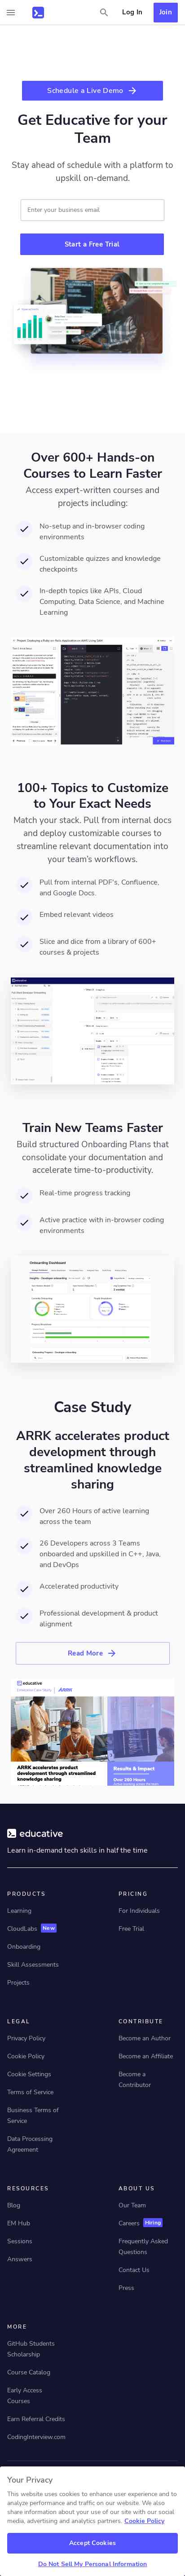 Log In
Join
Schedule a Live Demo
Get Educative for your
Team
Stay ahead of schedule with a platform to
upskill on-demand.
Enter your business email
Start a Free Trial
Over 600+ Hands-on
Courses to Learn Faster
Access expert-written courses and
projects including:
No-setup and in-browser coding
environments
Customizable quizzes and knowledge
checkpoints
In-depth topics like APIs, Cloud
Computing, Data Science, and Machine
Learning
100+ Topics to Customize
to Your Exact Needs
Match your stack. Pull from internal docs
and deploy customizable courses to
streamline relevant documentation into
your team's workflows.
Pull from internal PDF's, Confluence,
and Google Docs.
Embed relevant videos
Slice and dice from a library of 600+
courses & projects
Train New Teams Faster
Build structured Onboarding Plans that
consolidate your documentation and
accelerate time-to-productivity.
Real-time progress tracking
Active practice with in-browser coding
environments
Onboarding Dashboard
Case Study
ARRK accelerates product
development through
streamlined knowledge
sharing
Over 260 Hours of active learning
across the team
26 Developers across 3 Teams
onboarded and upskilled in C++, Java,
and DevOps
Accelerated productivity
Professional development & product
alignment
Read More
educative
ARRK accelerates product
development through
streamlined knowledge sharing
Results & Impact
Over 260 Hours
educative
Learn in-demand tech skills in half the time
PRODUCTS
Learning
CloudLabs New
Onboarding
Skill Assessments
Projects
PRICING
For Individuals
Free Trial
LEGAL
Privacy Policy
Cookie Policy
Cookie Settings
Terms of Service
Business Terms of
Service
Data Processing
Agreement
CONTRIBUTE
Become an Author
Become an Affiliate
Become a
Contributor
RESOURCES
Blog
EM Hub
Sessions
Answers
ABOUT US
Our Team
Careers Hiring
Frequently Asked
Questions
Contact Us
Press
MORE
GitHub Students
Scholarship
Course Catalog
Early Access
Courses
Earn Referral Credits
CodingInterview.com
Your Privacy
This website uses cookies to enhance user experience and to
analyze performance and traffic on our website. We also share
information about your use of our site with our social media,
advertising and analytics partners. Cookie Policy
Accept Cookies
Do Not Sell My Personal Information